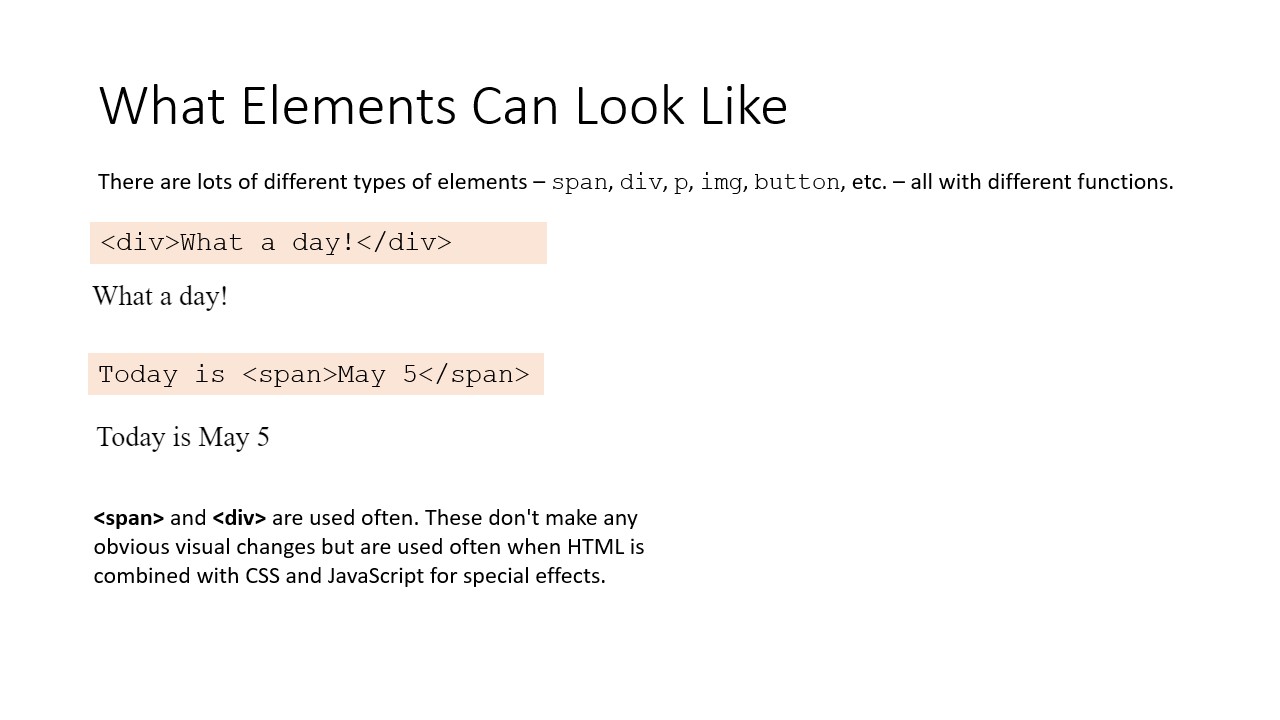 What Elements Can Look Like
There are lots of different types of elements – span, div, p, img, button, etc. – all with different functions.
<div>What a day!</div>
What a day!
Today is <span>May 5</span>
Today is May 5
<span> and <div> are used often. These don't make any
obvious visual changes but are used often when HTML is
combined with CSS and JavaScript for special effects.